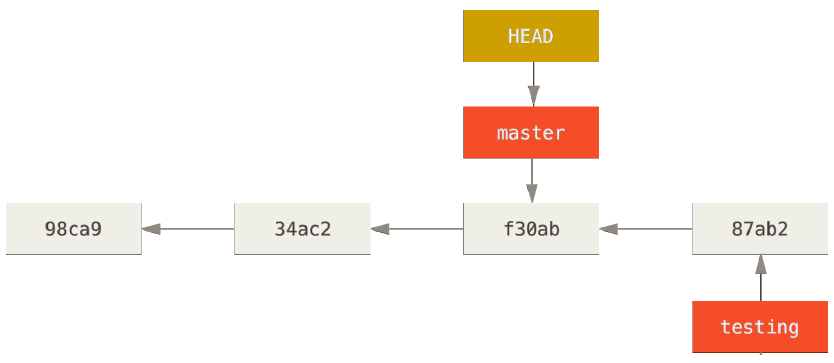 HEAD
master
98ca9
34ac2
f30ab
87ab2
testing